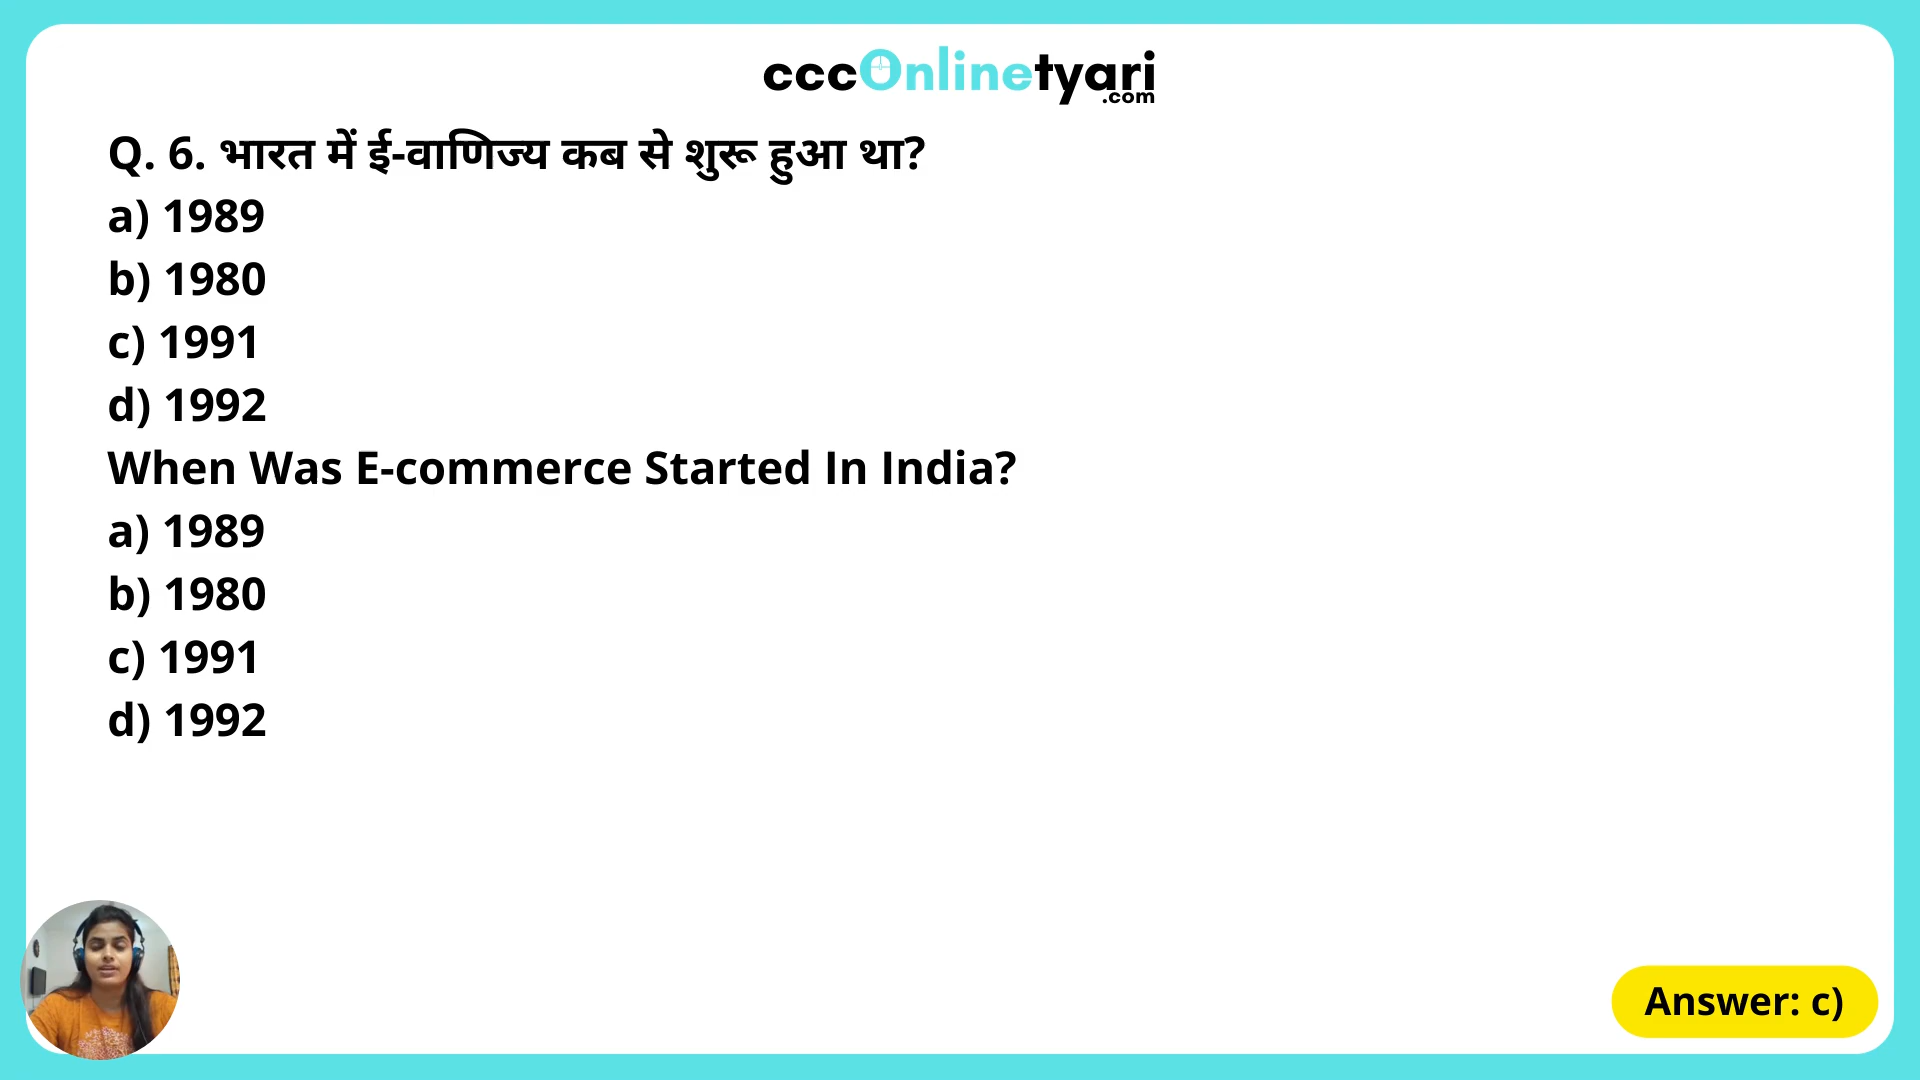 cccOnlinetyari
.com
Q. 6. भारत में ई-वाणिज्य कब से शुरू हुआ था?
a) 1989
b) 1980
c) 1991
d) 1992
When Was E-commerce Started In India?
a) 1989
b) 1980
c) 1991
d) 1992
Answer: c)